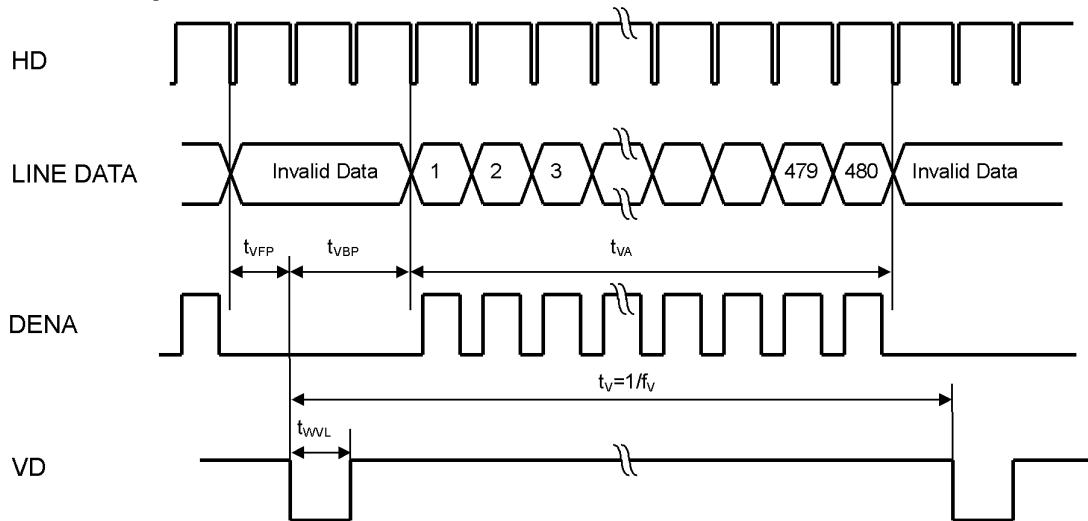 HD
LINE DATA
Invalid Data
1
2
3
479
480
Invalid Data
tVFP
tVBP
tVA
DENA
tV=1/fV
tWVL
VD